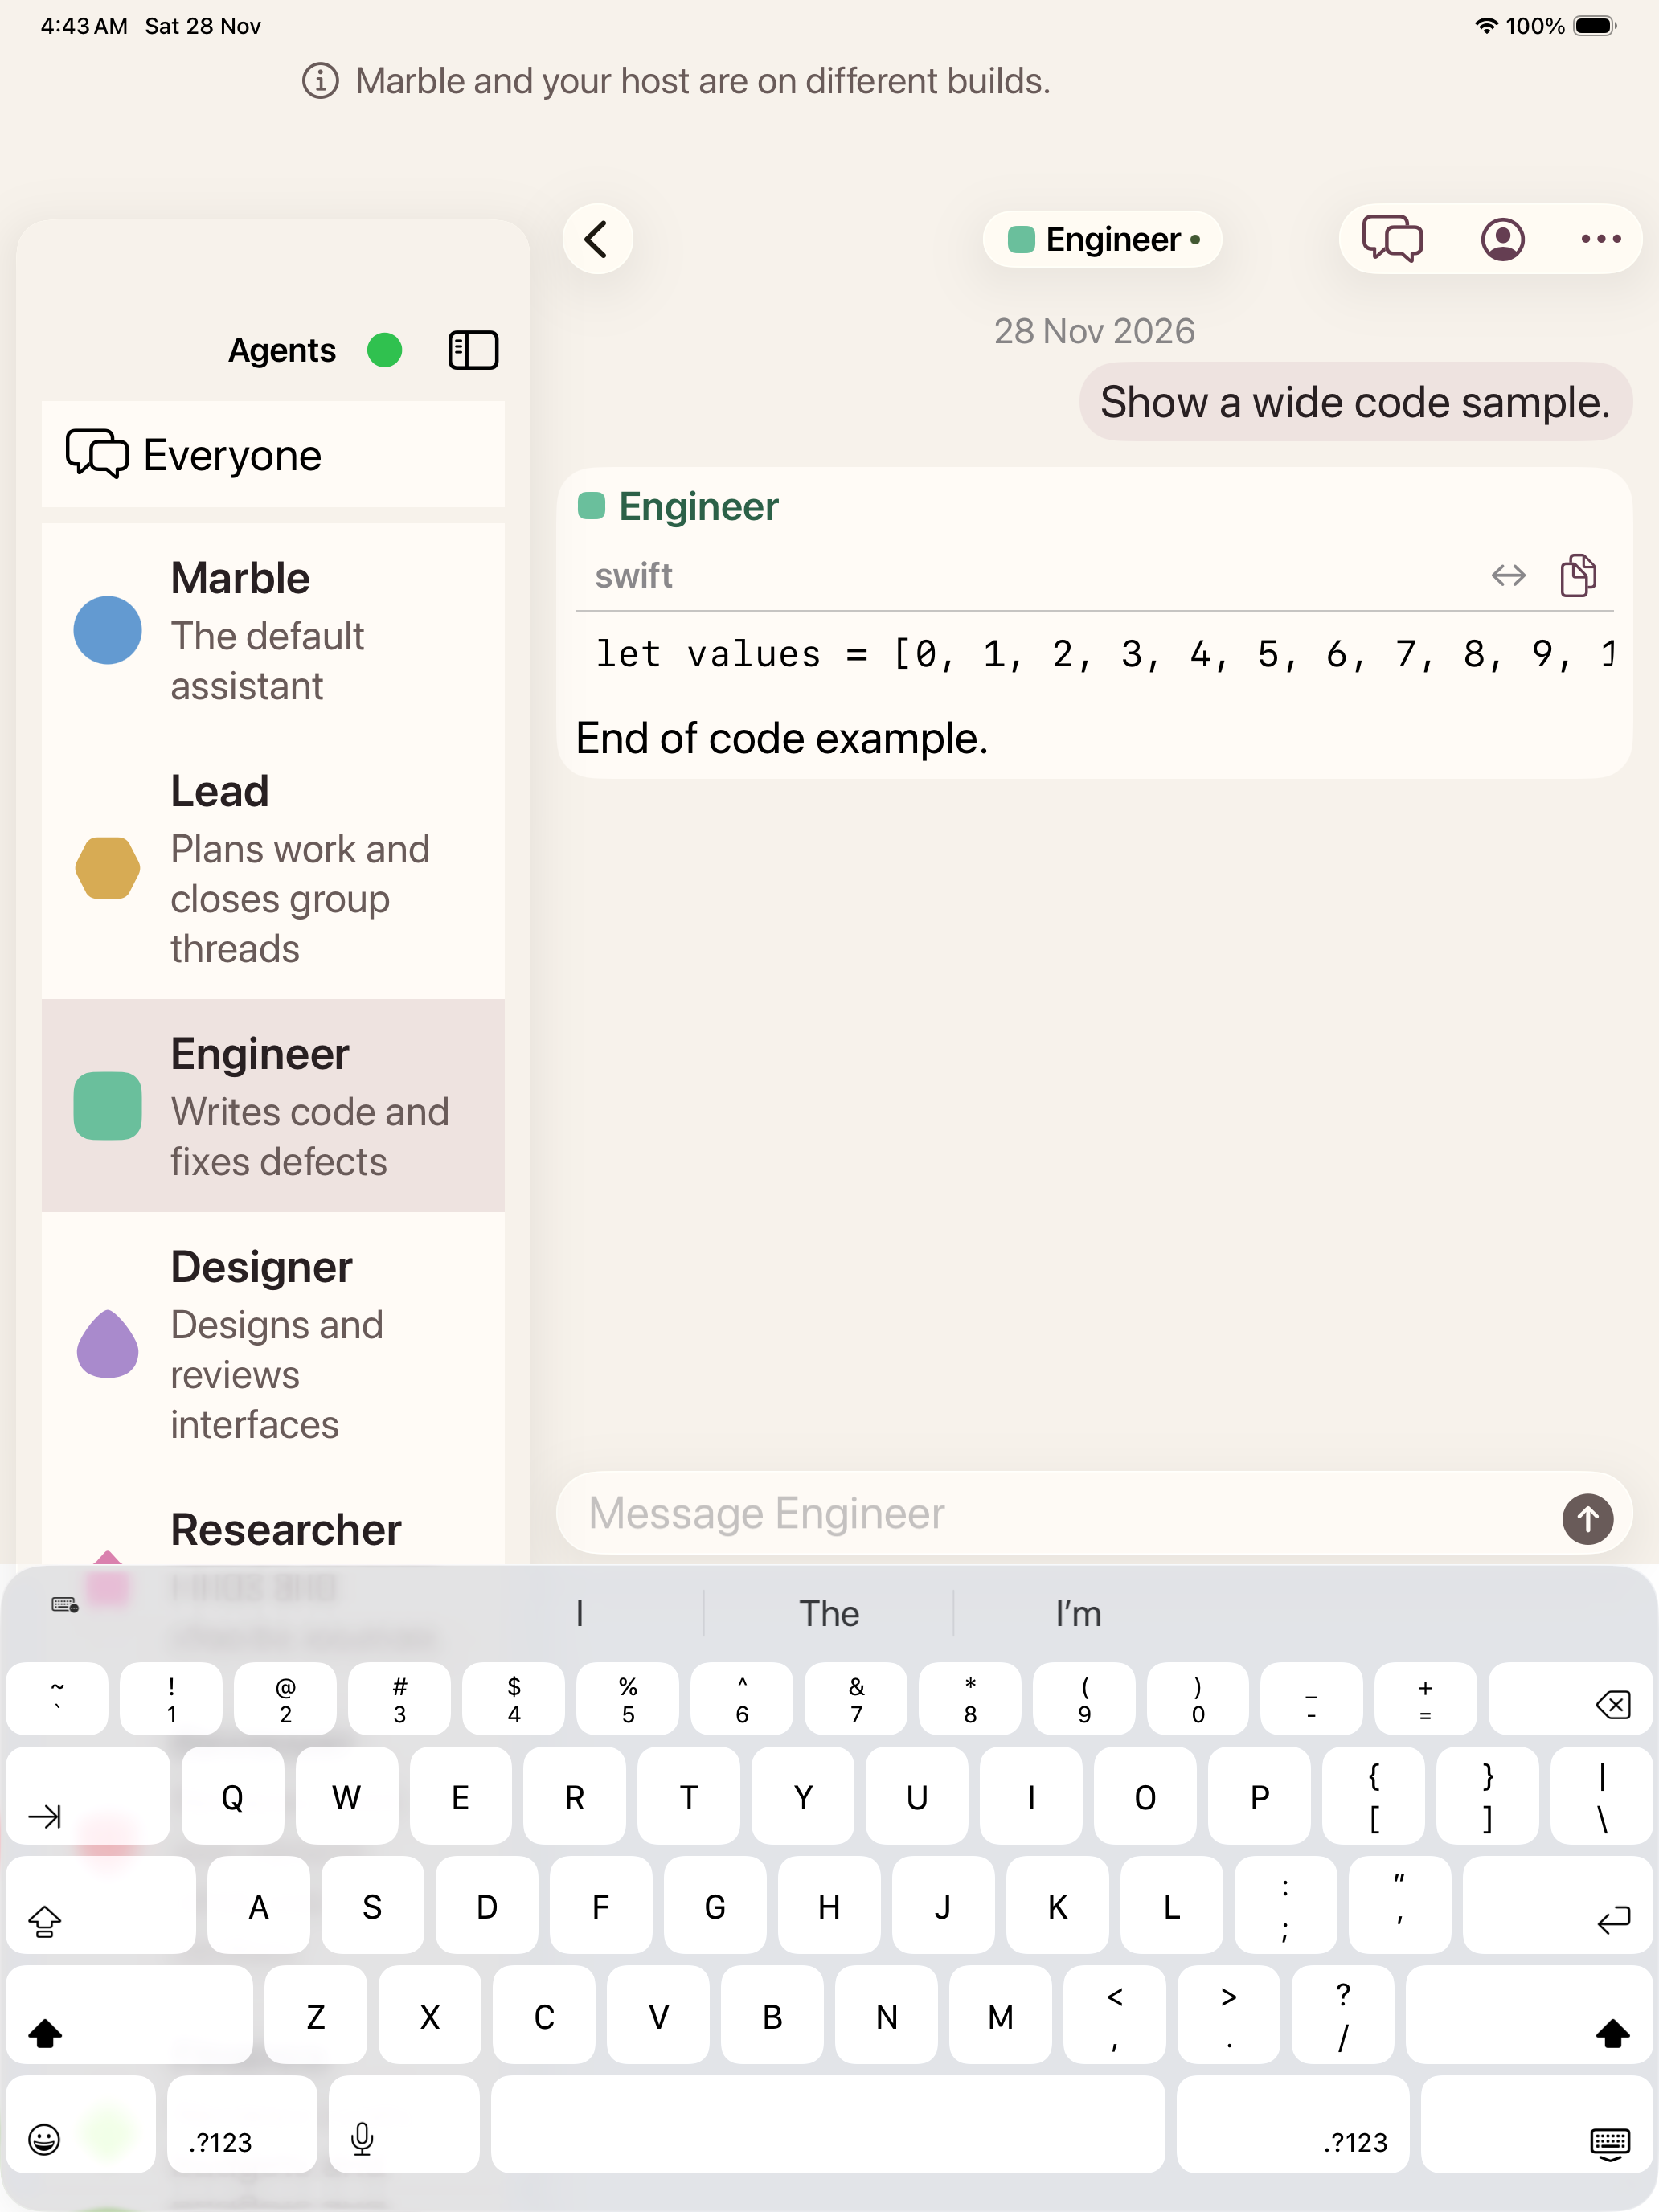 4:43 AM Sat 28 Nov
100%
Marble and your host are on different builds.
Agents
Everyone
Marble
The default
assistant
Lead
Plans work and
closes group
threads
Engineer
Writes code and
fixes defects
Designer
Designs and
reviews
interfaces
Researcher
Engineer
28 Nov 2026
Show a wide code sample.
Engineer
swift
let values = [0, 1, 2, 3, 4, 5, 6, 7, 8, 9, 1
End of code example.
Message Engineer
I The I’m
~ ! @ # $ % ^ & * ( ) _ +
` 1 2 3 4 5 6 7 8 9 0 - =
Q W E R T Y U I O P { } |
[ ] \
A S D F G H J K L : "
; '
Z X C V B N M < > ?
, . /
.?123 .?123